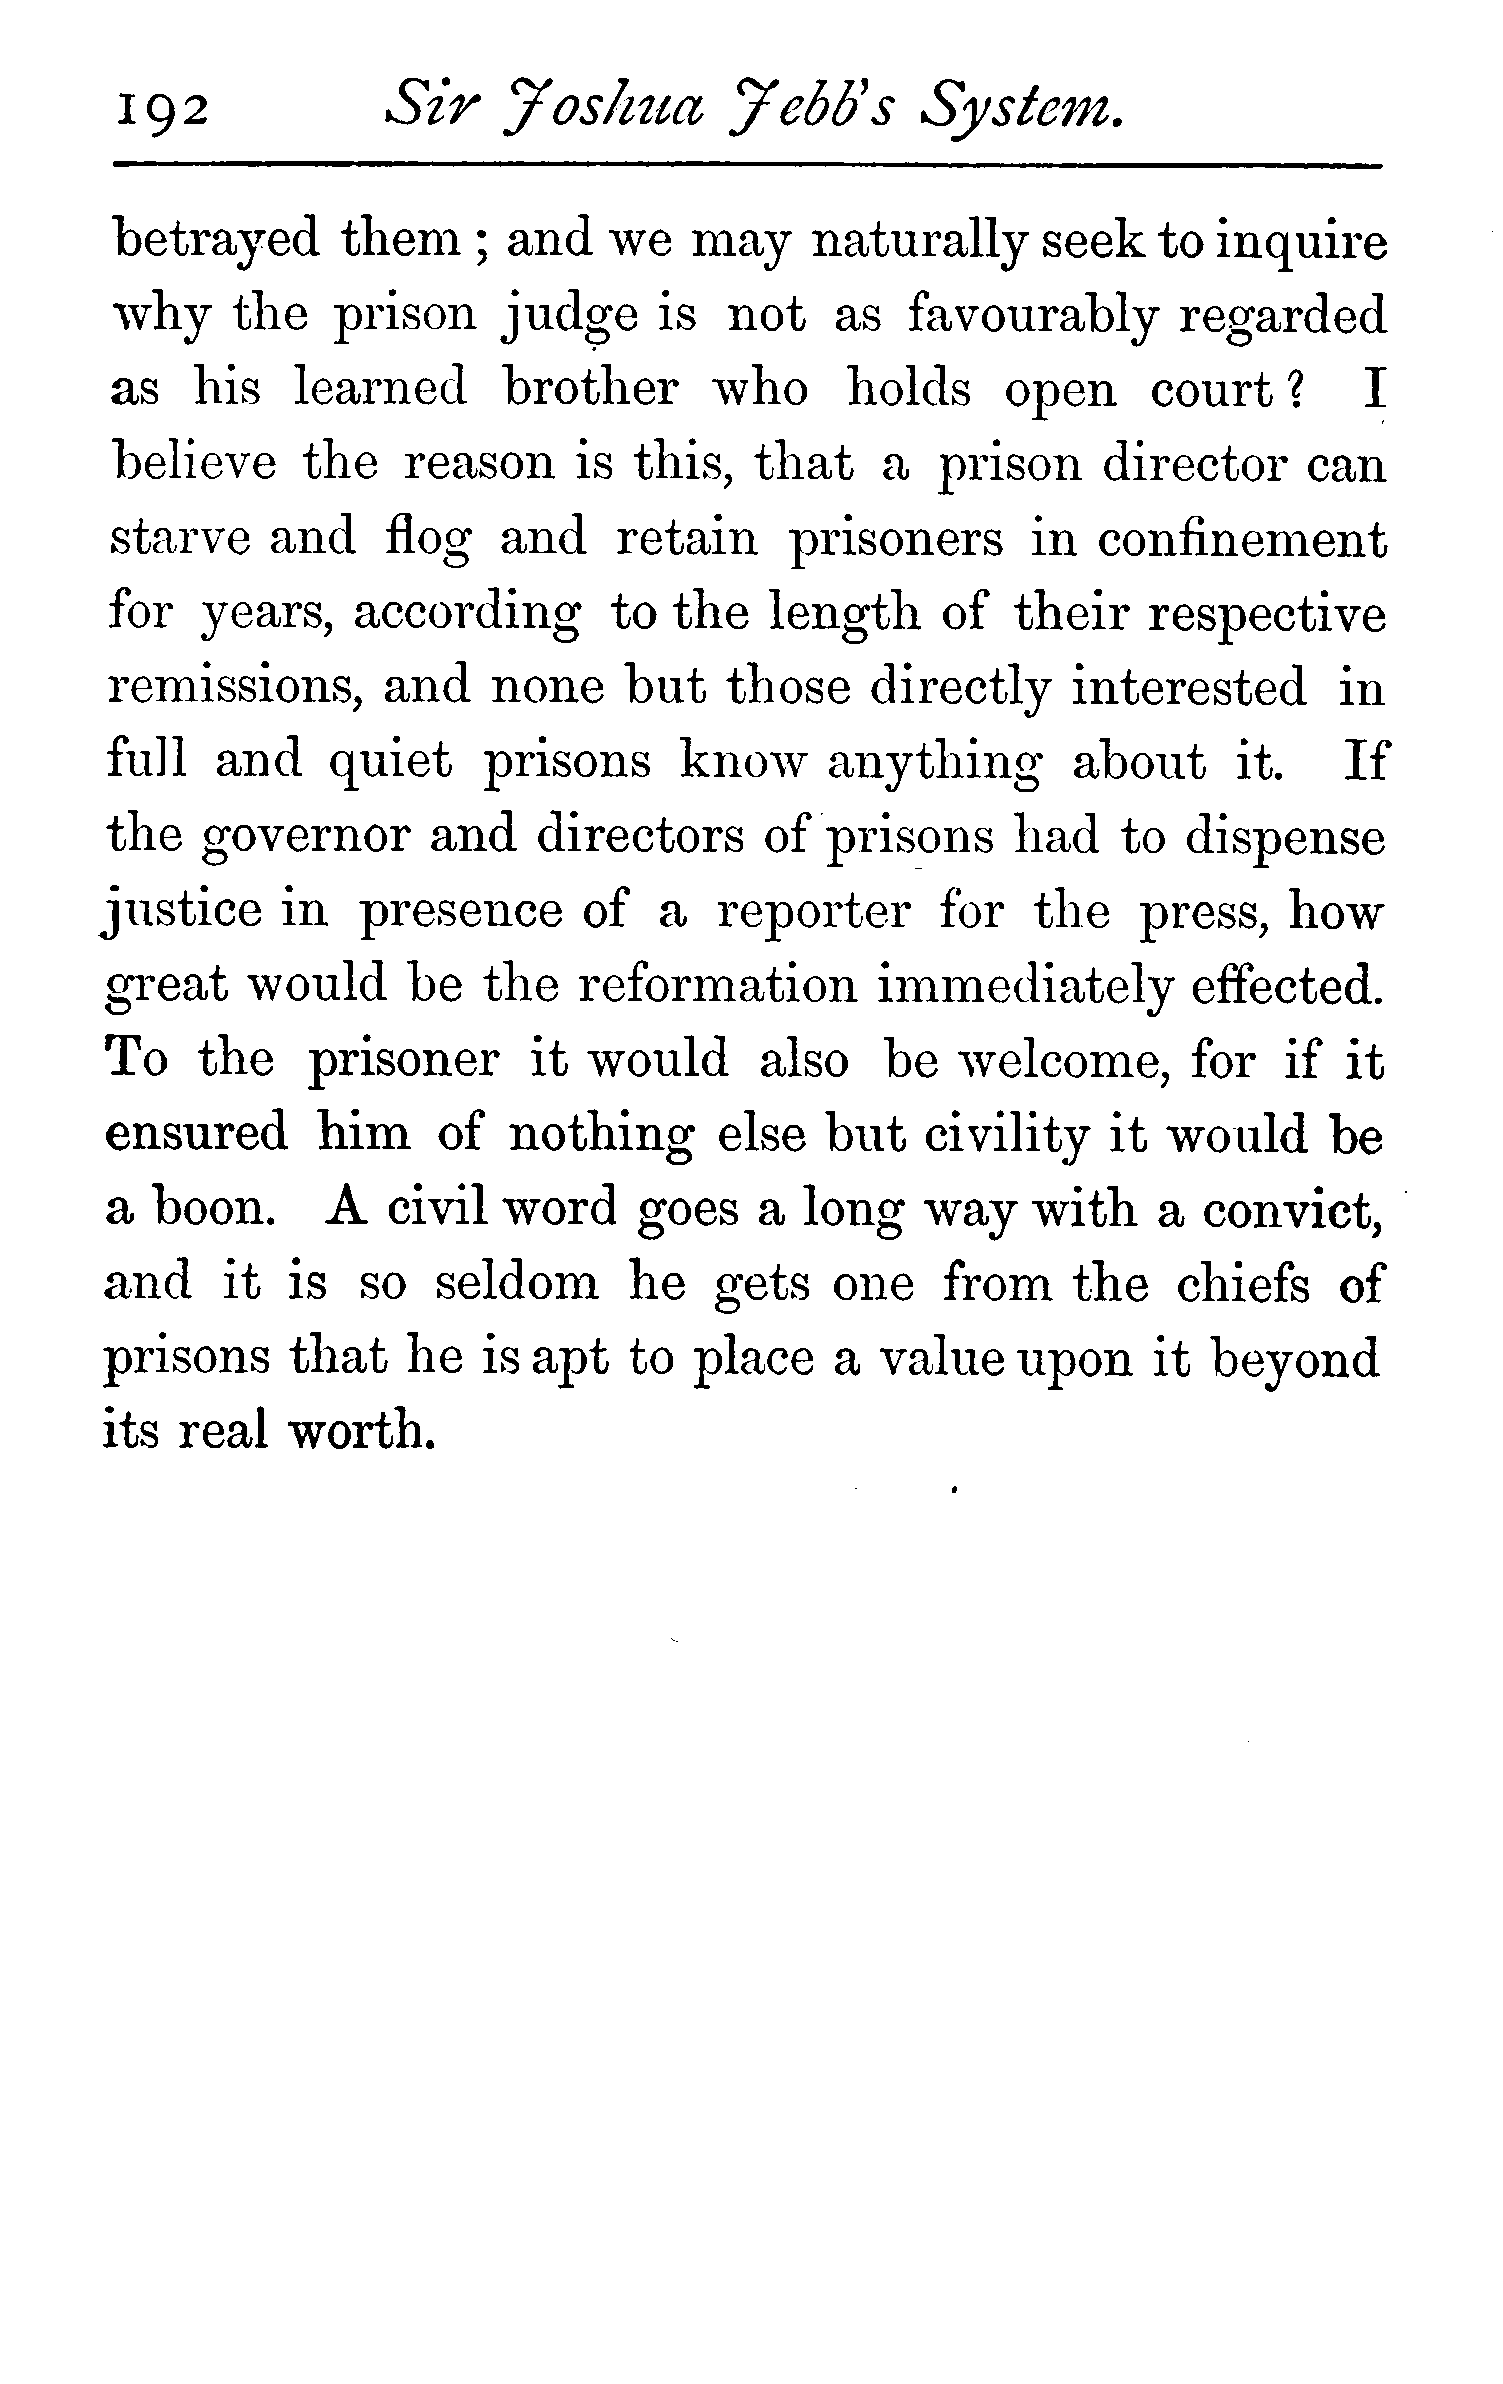 192 Sir Joshua Jebb's System.
betrayed them ; and we may naturally seek to inquire
why the prison judge is not as favourably regarded
as his learned brother who holds open court ? I
believe the reason is this, that a prison director can
starve and flog and retain prisoners in confinement
for years, according to the length of their respective
remissions, and none but those directly interested in
full and quiet prisons know anything about it. If
the governor and directors of prisons had to dispense
justice in presence of a reporter for the press, how
great would be the reformation immediately effected.
To the prisoner it would also be welcome, for if it
ensured him of nothing else but civility it would be
a boon. A civil word goes a long way with a convict,
and it is so seldom he gets one from the chiefs of
prisons that he is apt to place a value upon it beyond
its real worth.